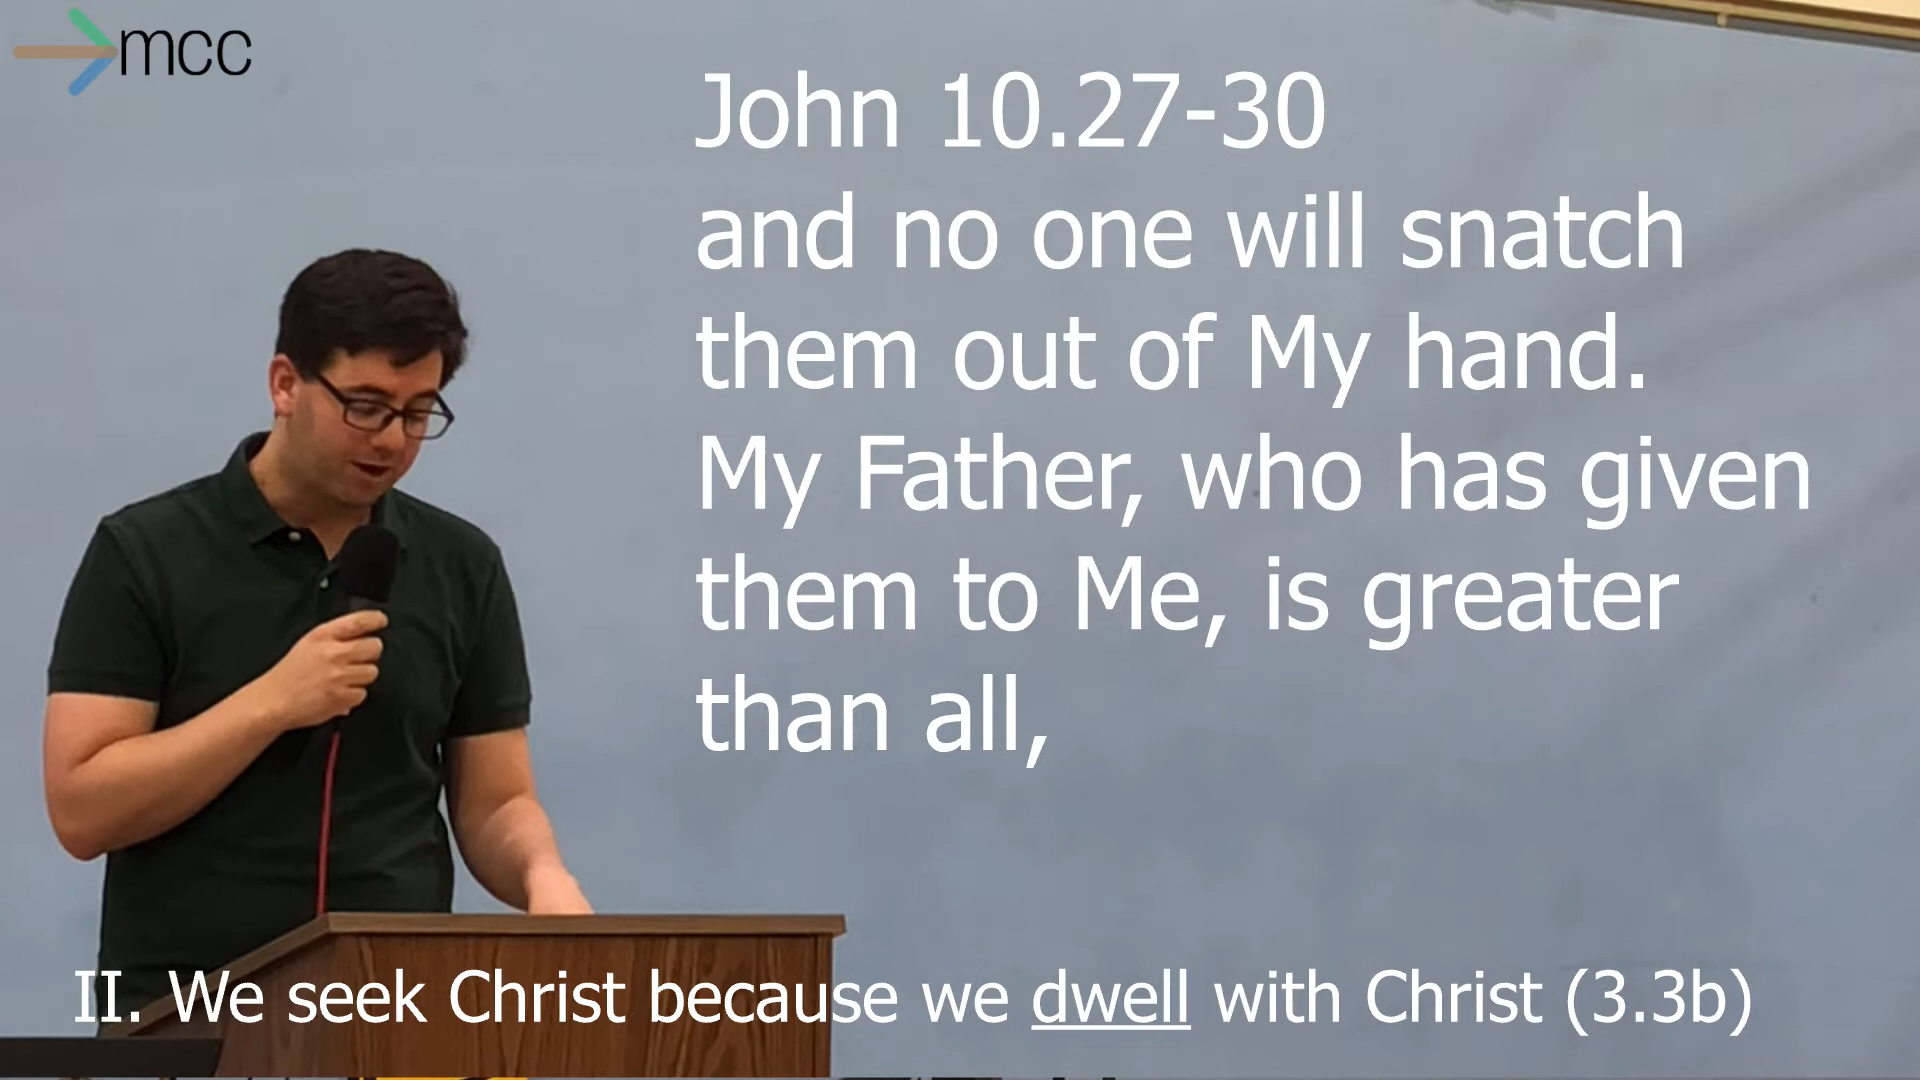 mcc
John 10.27-30
and no one will snatch
them out of My hand.
My Father, who has given
them to Me, is greater
than all,
II. We seek Christ because we dwell with Christ (3.3b)